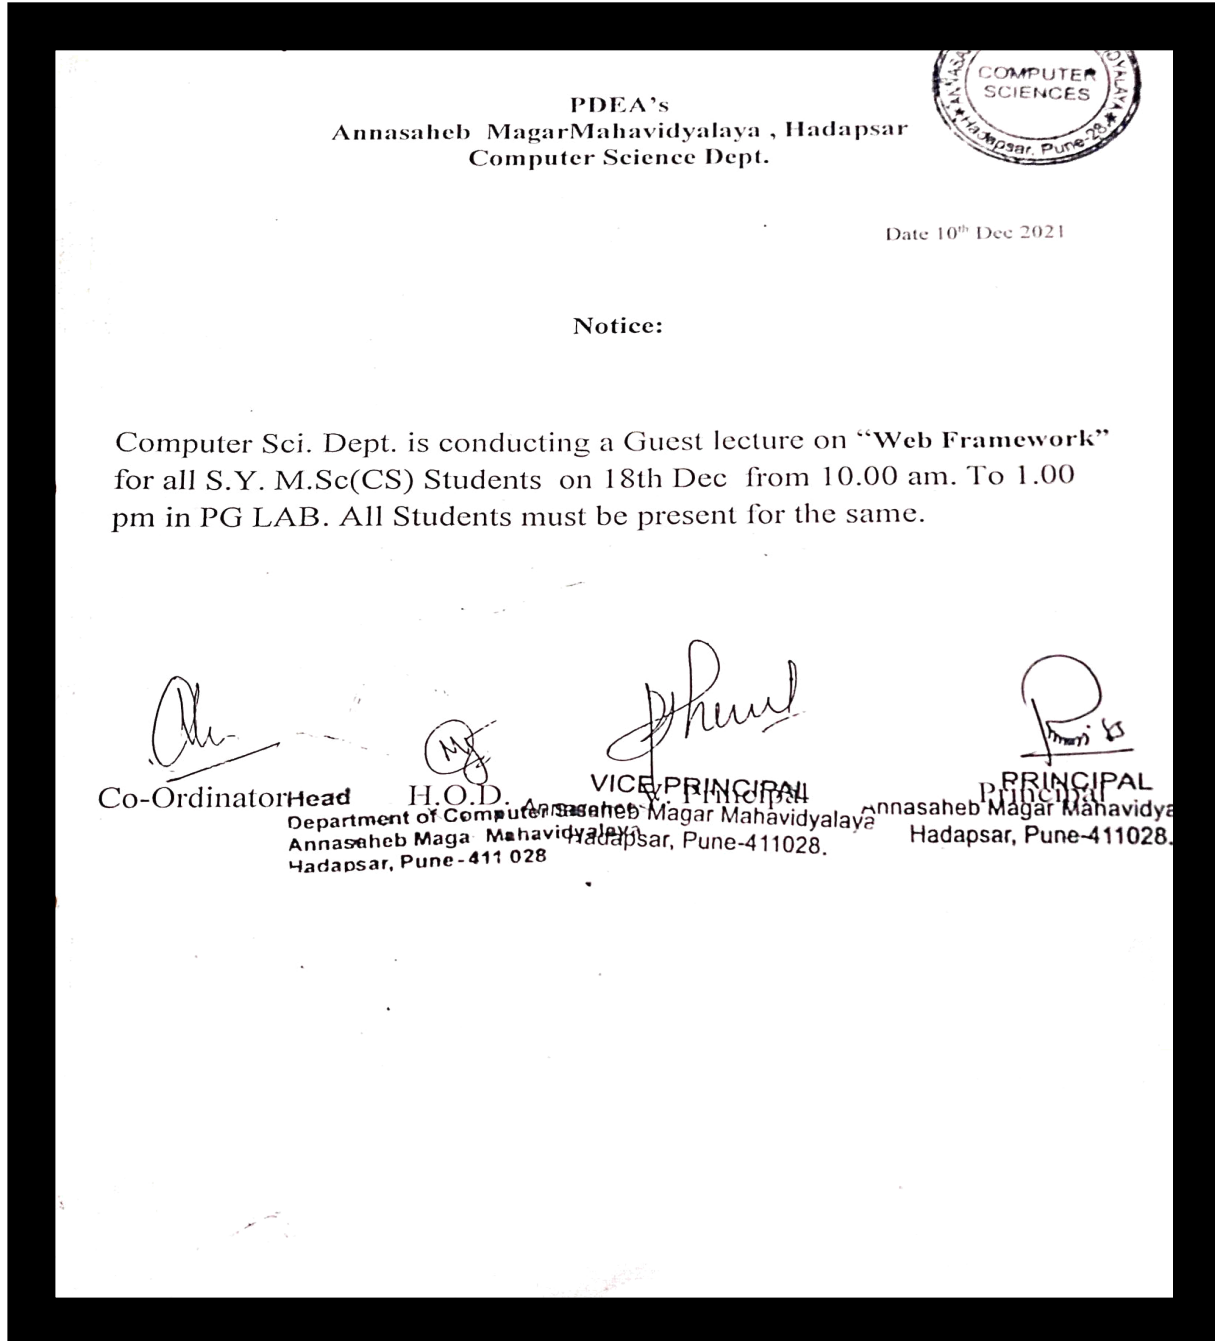 COMPUTER
SCIENCES
Hadapsar, Pune-28.
PDEA's
Annasaheb MagarMahavidyalaya , Hadapsar
Computer Science Dept.
Date 10th Dec 2021
Notice:
Computer Sci. Dept. is conducting a Guest lecture on “Web Framework”
for all S.Y. M.Sc(CS) Students on 18th Dec from 10.00 am. To 1.00
pm in PG LAB. All Students must be present for the same.
Co-Ordinator H.O.D. V. Principal Principal
Head
Department of Computer
Annasaheb Maga Mahavidyalaya
Hadapsar, Pune-411 028
VICE-PRINCIPAL
Annasaheb Magar Mahavidyalaya
Hadapsar, Pune-411028.
PRINCIPAL
Annasaheb Magar Mahavidya
Hadapsar, Pune-411028.